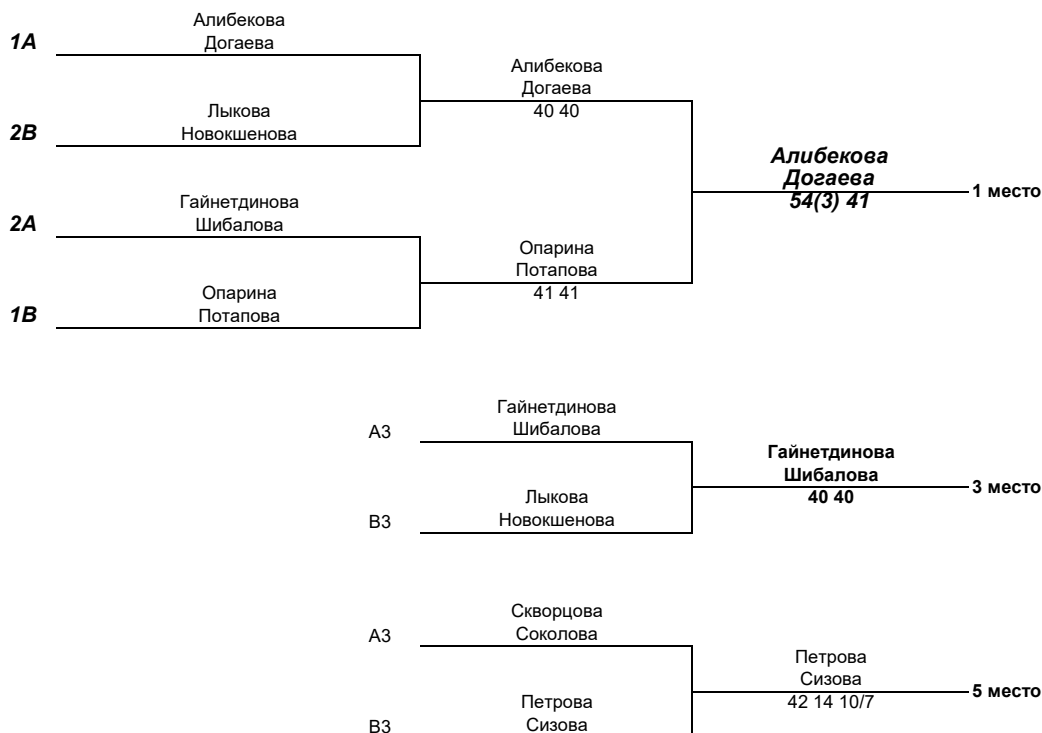 Алибекова
1A Догаева
Алибекова
Догаева
40 40
Лыкова
2B Новокшенова
Алибекова
Догаева
54(3) 41
1 место
Гайнетдинова
2A Шибалова
Опарина
Потапова
41 41
Опарина
1B Потапова
Гайнетдинова
A3 Шибалова
Гайнетдинова
Шибалова
40 40
3 место
Лыкова
B3 Новокшенова
Скворцова
A3 Соколова
Петрова
Сизова
42 14 10/7
5 место
Петрова
B3 Сизова